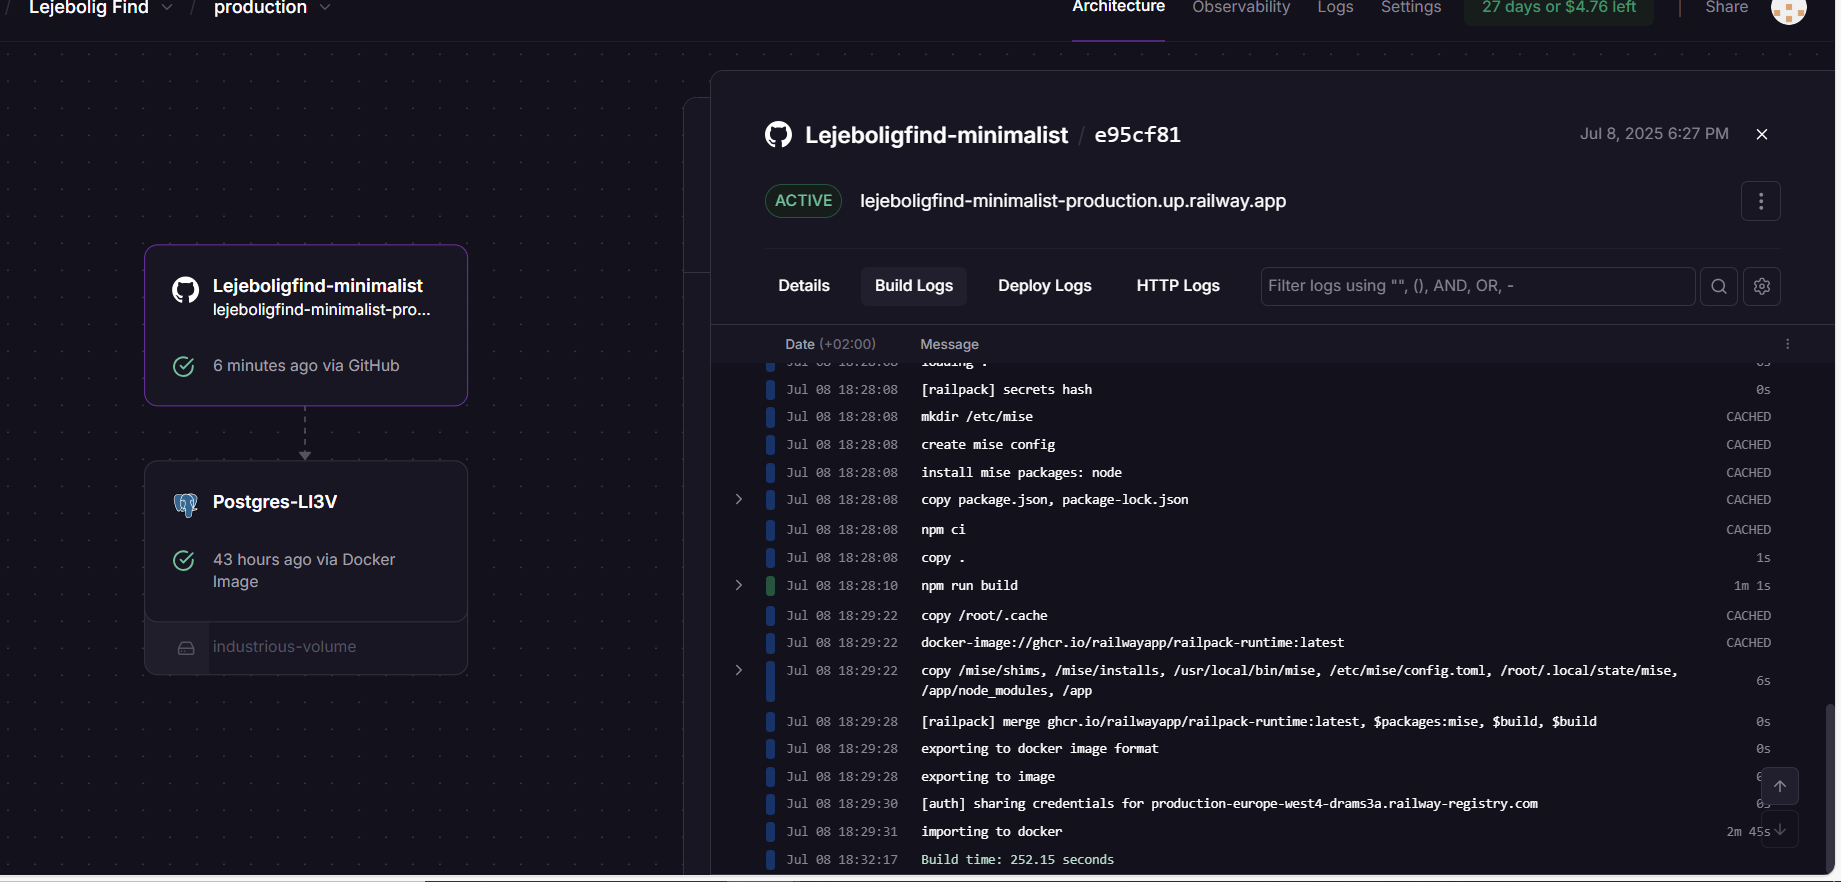 / Lejebolig Find / production
Architecture Observability Logs Settings 27 days or $4.76 left Share
Lejeboligfind-minimalist
lejeboligfind-minimalist-pro...
6 minutes ago via GitHub
Postgres-LI3V
43 hours ago via Docker
Image
industrious-volume
Lejeboligfind-minimalist / e95cf81
Jul 8, 2025 6:27 PM
ACTIVE lejeboligfind-minimalist-production.up.railway.app
Details Build Logs Deploy Logs HTTP Logs Filter logs using "", (), AND, OR, -
Date (+02:00) Message
Jul 08 18:28:08 loading . 0s
Jul 08 18:28:08 [railpack] secrets hash 0s
Jul 08 18:28:08 mkdir /etc/mise CACHED
Jul 08 18:28:08 create mise config CACHED
Jul 08 18:28:08 install mise packages: node CACHED
Jul 08 18:28:08 copy package.json, package-lock.json CACHED
Jul 08 18:28:08 npm ci CACHED
Jul 08 18:28:08 copy . 1s
Jul 08 18:28:10 npm run build 1m 1s
Jul 08 18:29:22 copy /root/.cache CACHED
Jul 08 18:29:22 docker-image://ghcr.io/railwayapp/railpack-runtime:latest CACHED
Jul 08 18:29:22 copy /mise/shims, /mise/installs, /usr/local/bin/mise, /etc/mise/config.toml, /root/.local/state/mise,
/app/node_modules, /app 6s
Jul 08 18:29:28 [railpack] merge ghcr.io/railwayapp/railpack-runtime:latest, $packages:mise, $build, $build 0s
Jul 08 18:29:28 exporting to docker image format 0s
Jul 08 18:29:28 exporting to image
Jul 08 18:29:30 [auth] sharing credentials for production-europe-west4-drams3a.railway-registry.com 0s
Jul 08 18:29:31 importing to docker 2m 45s
Jul 08 18:32:17 Build time: 252.15 seconds